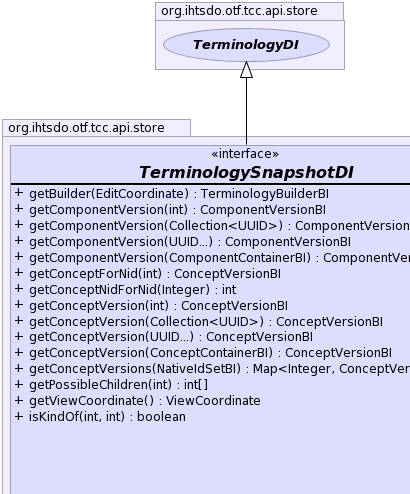 org.ihtsdo.otf.tcc.api.store
TerminologyDI
org.ihtsdo.otf.tcc.api.store
«interface»
TerminologySnapshotDI
+ getBuilder(EditCoordinate) : TerminologyBuilderBI
+ getComponentVersion(int) : ComponentVersionBI
+ getComponentVersion(Collection<UUID>) : ComponentVersion
+ getComponentVersion(UUID...) : ComponentVersionBI
+ getComponentVersion(ComponentContainerBI) : ComponentVe
+ getConceptForNid(int) : ConceptVersionBI
+ getConceptNidForNid(Integer) : int
+ getConceptVersion(int) : ConceptVersionBI
+ getConceptVersion(Collection<UUID>) : ConceptVersionBI
+ getConceptVersion(UUID...) : ConceptVersionBI
+ getConceptVersion(ConceptContainerBI) : ConceptVersionBI
+ getConceptVersions(NativeIdSetBI) : Map<Integer, ConceptVer
+ getPossibleChildren(int) : int[]
+ getViewCoordinate() : ViewCoordinate
+ isKindOf(int, int) : boolean